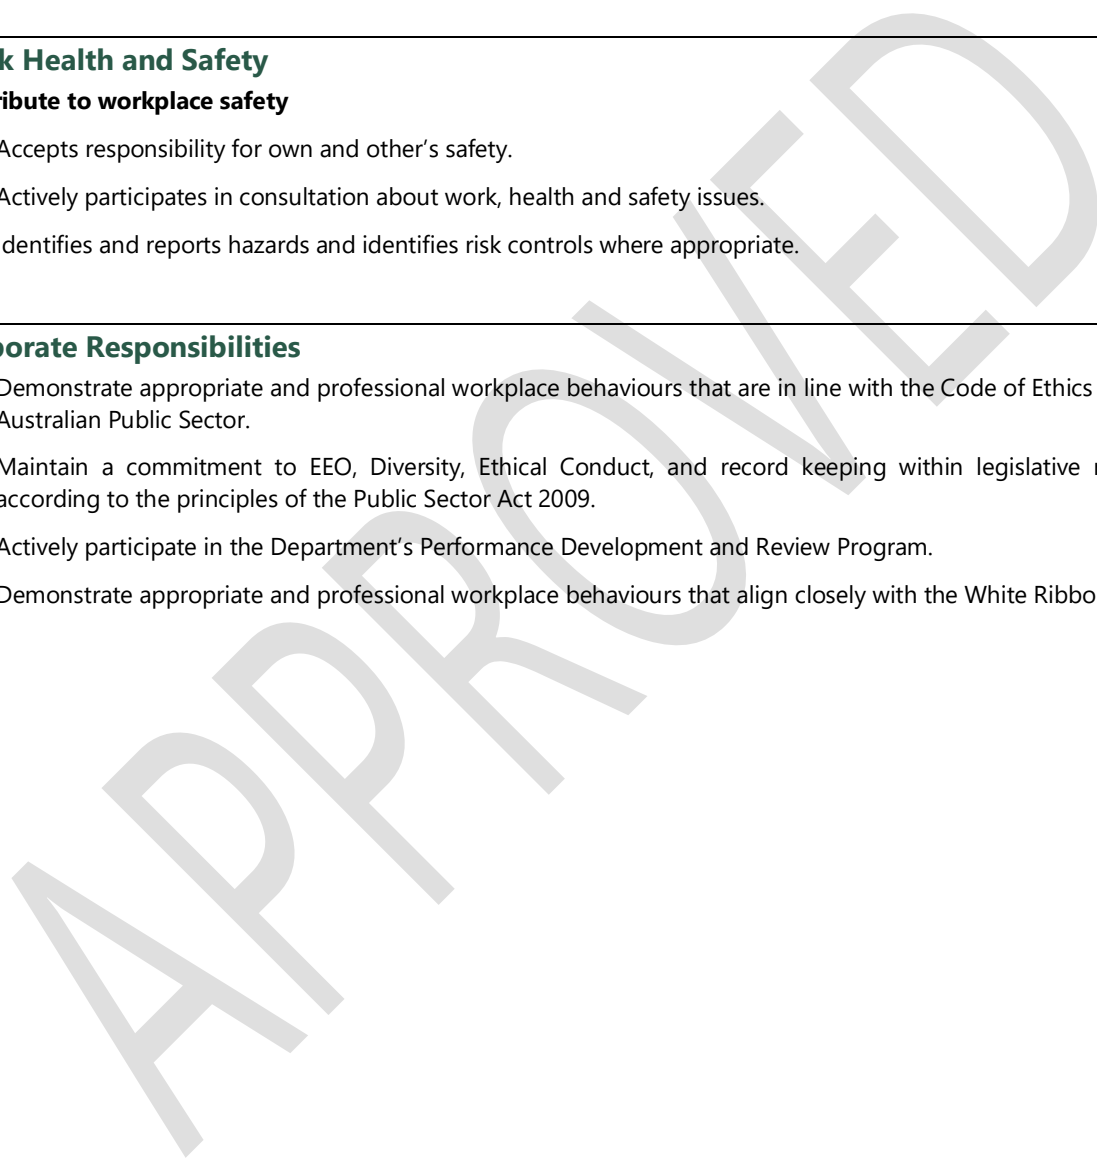 k Health and Safety
ribute to workplace safety
Accepts responsibility for own and other's safety.
Actively participates in consultation about work, health and safety issues.
dentifies and reports hazards and identifies risk controls where appropriate.
porate Responsibilities
Demonstrate appropriate and professional workplace behaviours that are in line with the Code of Ethics
Australian Public Sector.
Maintain a commitment to EEO, Diversity, Ethical Conduct, and record keeping within legislative
according to the principles of the Public Sector Act 2009.
Actively participate in the Department's Performance Development and Review Program.
Demonstrate appropriate and professional workplace behaviours that align closely with the White Ribbo
APPROVED